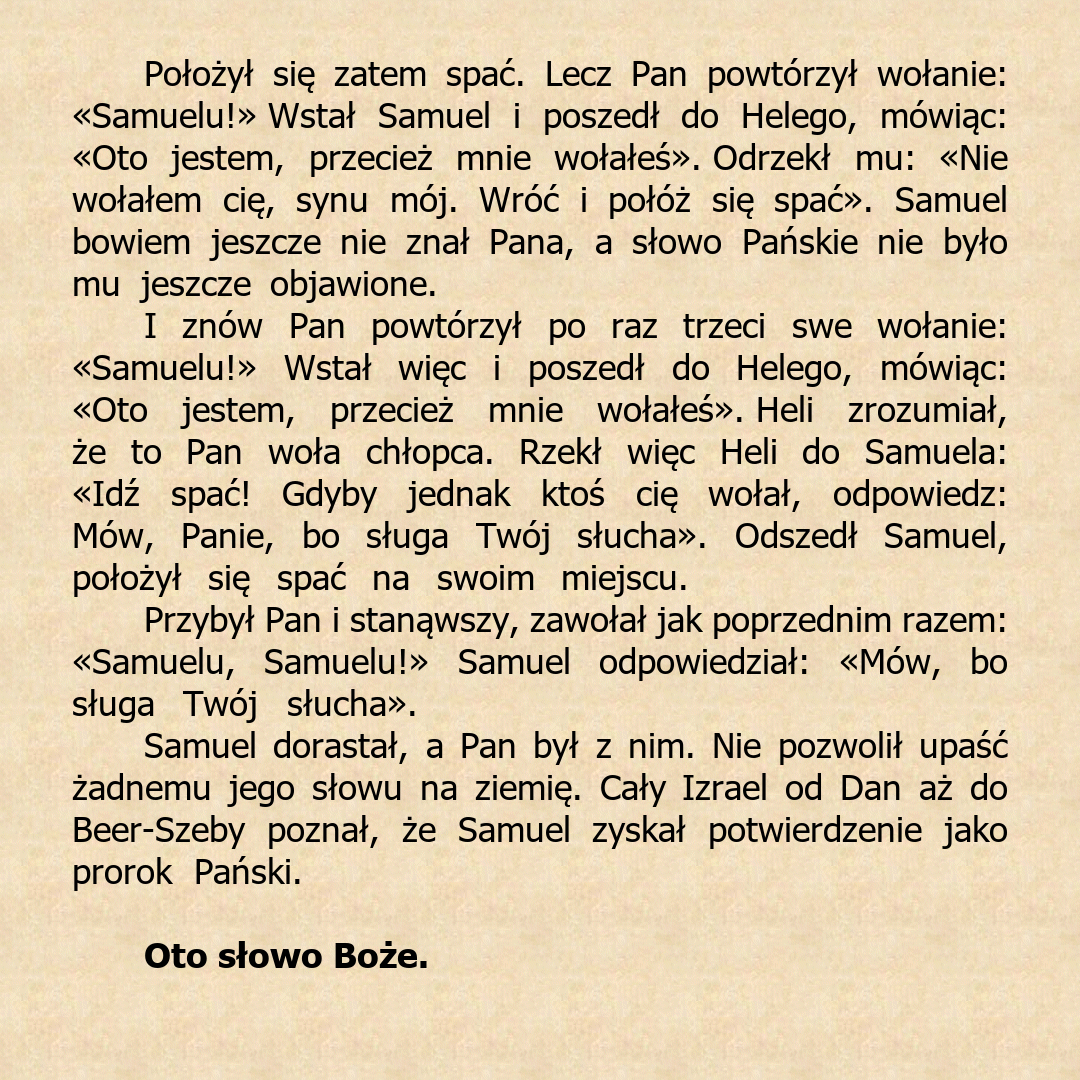 Położył się zatem spać. Lecz Pan powtórzył wołanie:
«Samuelu!» Wstał Samuel i poszedł do Helego, mówiąc:
«Oto jestem, przecież mnie wołałeś». Odrzekł mu: «Nie
wołałem cię, synu mój. Wróć i połóż się spać». Samuel
bowiem jeszcze nie znał Pana, a słowo Pańskie nie było
mu jeszcze objawione.
I znów Pan powtórzył po raz trzeci swe wołanie:
«Samuelu!» Wstał więc i poszedł do Helego, mówiąc:
«Oto jestem, przecież mnie wołałeś». Heli zrozumiał,
że to Pan woła chłopca. Rzekł więc Heli do Samuela:
«Idź spać! Gdyby jednak ktoś cię wołał, odpowiedz:
Mów, Panie, bo sługa Twój słucha». Odszedł Samuel,
położył się spać na swoim miejscu.
Przybył Pan i stanąwszy, zawołał jak poprzednim razem:
«Samuelu, Samuelu!» Samuel odpowiedział: «Mów, bo
sługa Twój słucha».
Samuel dorastał, a Pan był z nim. Nie pozwolił upaść
żadnemu jego słowu na ziemię. Cały Izrael od Dan aż do
Beer-Szeby poznał, że Samuel zyskał potwierdzenie jako
prorok Pański.
Oto słowo Boże.